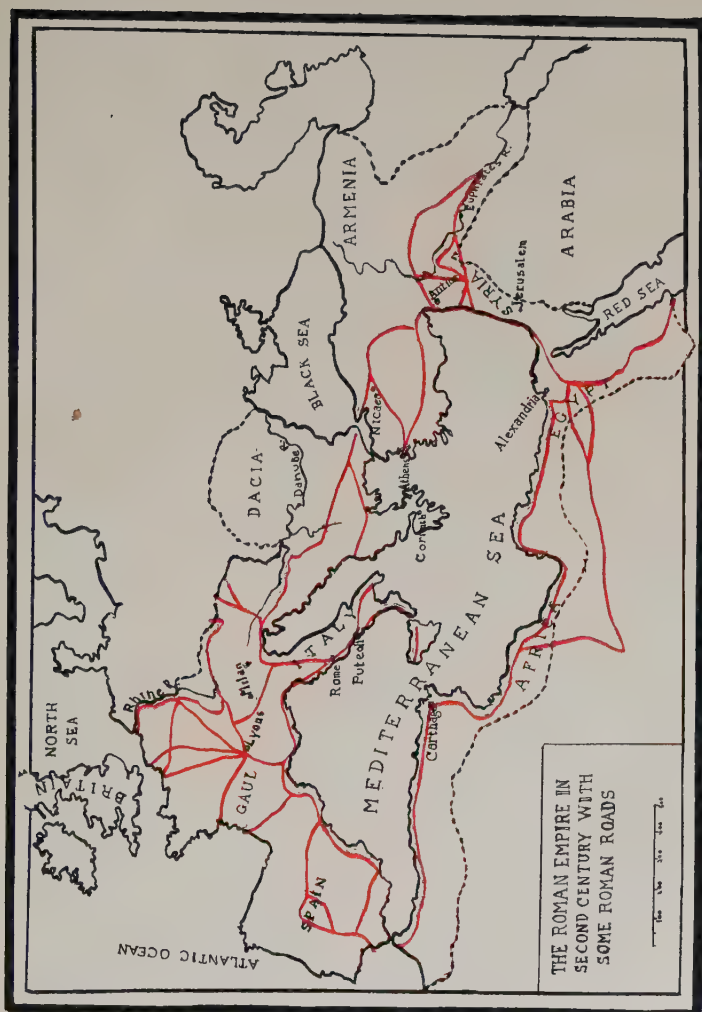 THE ROMAN EMPIRE IN
SECOND CENTURY WITH
SOME ROMAN ROADS
ATLANTIC OCEAN
NORTH
SEA
BRITAIN
Rhine R.
GAUL
Lyons
SPAIN
Milan
ITALY
Rome
Puteoli
DACIA
Danube
BLACK SEA
ARMENIA
Nicaea
Athens
Corinth
MEDITERRANEAN SEA
Carthage
AFRICA
Alexandria
EGYPT
Antioch
SYRIA
Jerusalem
Euphrates R.
ARABIA
RED SEA